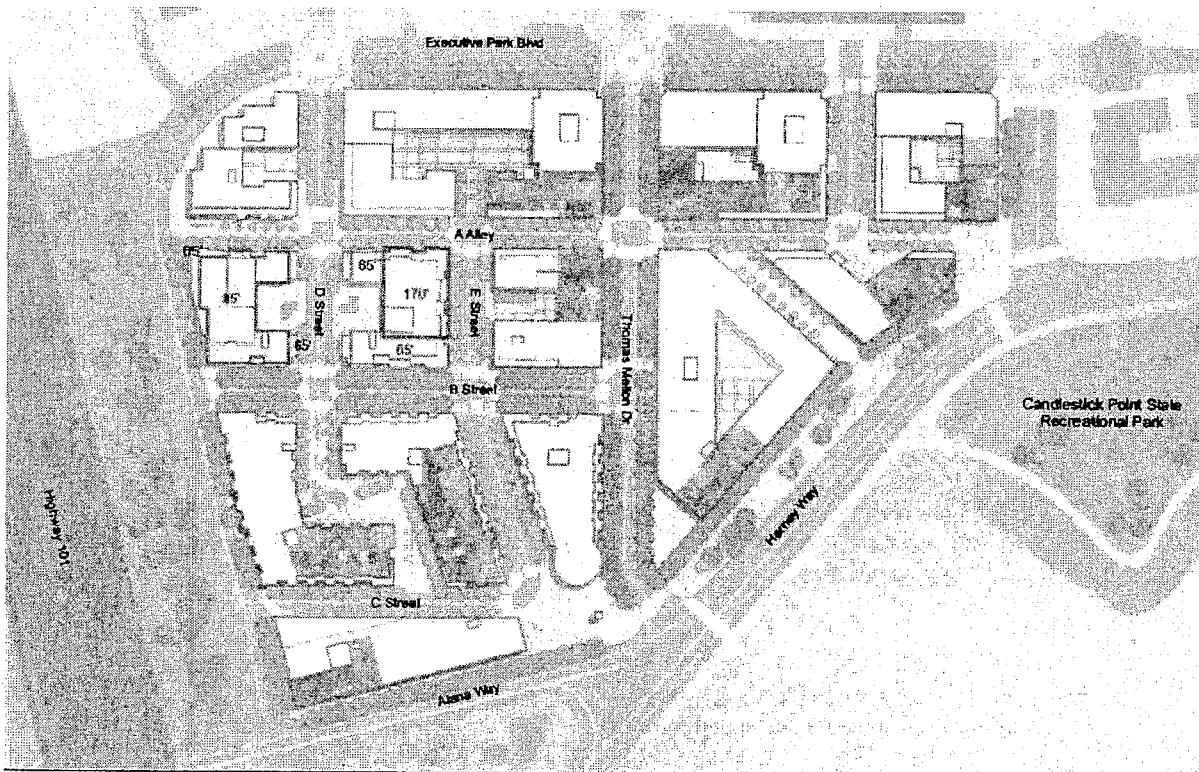 Executive Park Blvd
A Alley
65'
65'
170'
85'
D Street
E Street
65'
65'
Thomas Mellon Dr
B Street
Candlestick Point State
Recreational Park
Highway 101
Harney Way
C Street
Alana Way